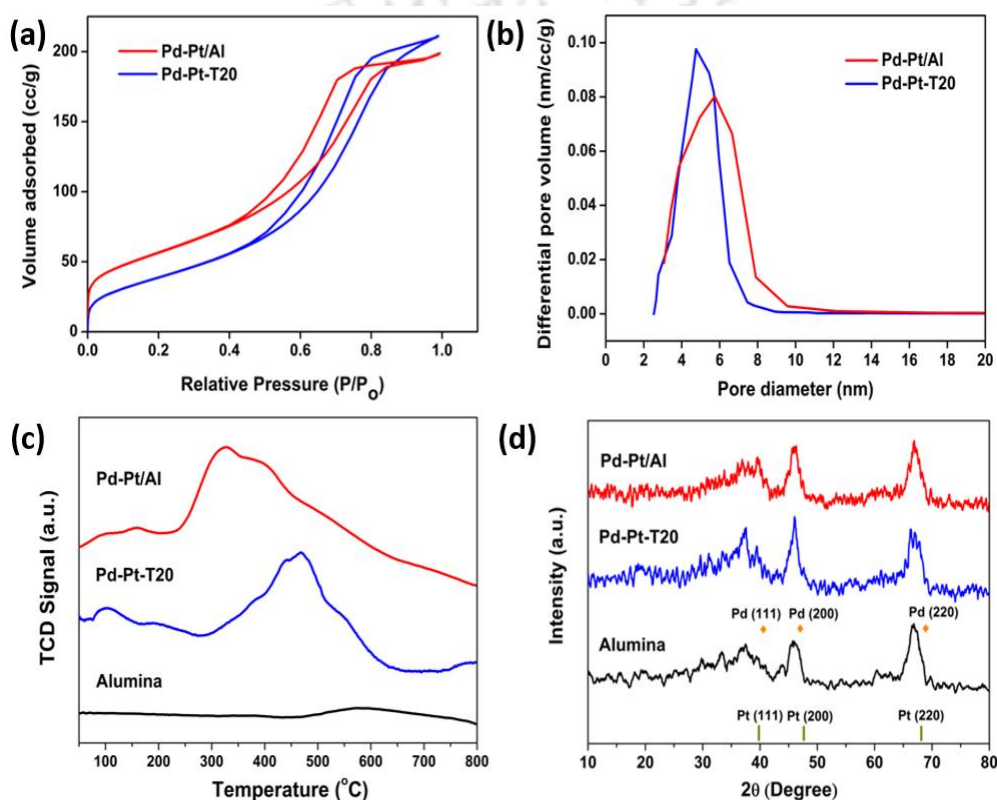 (a)
Pd-Pt/Al
Pd-Pt-T20
200
150
100
50
0
0.0 0.2 0.4 0.6 0.8 1.0
Volume adsorbed (cc/g)
Relative Pressure (P/Po)
(b)
Pd-Pt/Al
Pd-Pt-T20
0.10
0.08
0.06
0.04
0.02
0.00
0 2 4 6 8 10 12 14 16 18 20
Differential pore volume (nm/cc/g)
Pore diameter (nm)
(c)
Pd-Pt/Al
Pd-Pt-T20
Alumina
TCD Signal (a.u.)
100 200 300 400 500 600 700 800
Temperature (°C)
(d)
Pd-Pt/Al
Pd-Pt-T20
Pd (111) Pd (200) Pd (220)
Alumina
Pt (111) Pt (200) Pt (220)
Intensity (a.u.)
10 20 30 40 50 60 70 80
2θ (Degree)